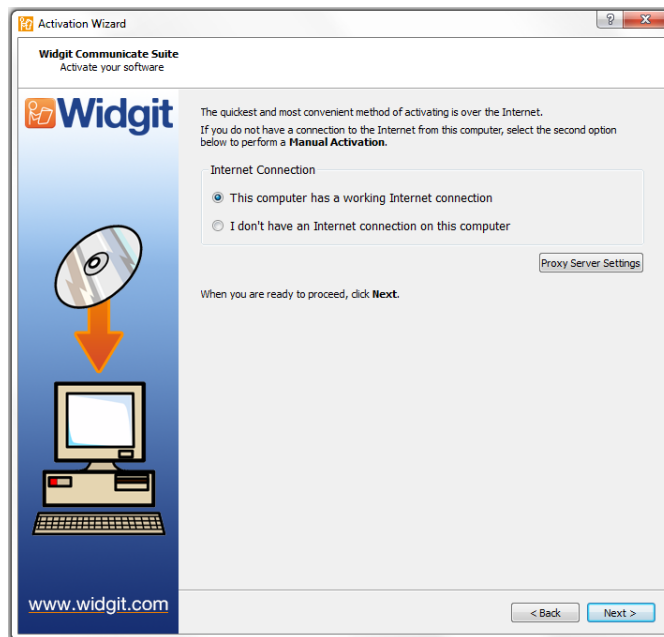 Activation Wizard
Widgit Communicate Suite
Activate your software
Widgit
The quickest and most convenient method of activating is over the Internet.
If you do not have a connection to the Internet from this computer, select the second option
below to perform a Manual Activation.
Internet Connection
This computer has a working Internet connection
I don't have an Internet connection on this computer
Proxy Server Settings
When you are ready to proceed, click Next.
www.widgit.com
< Back
Next >